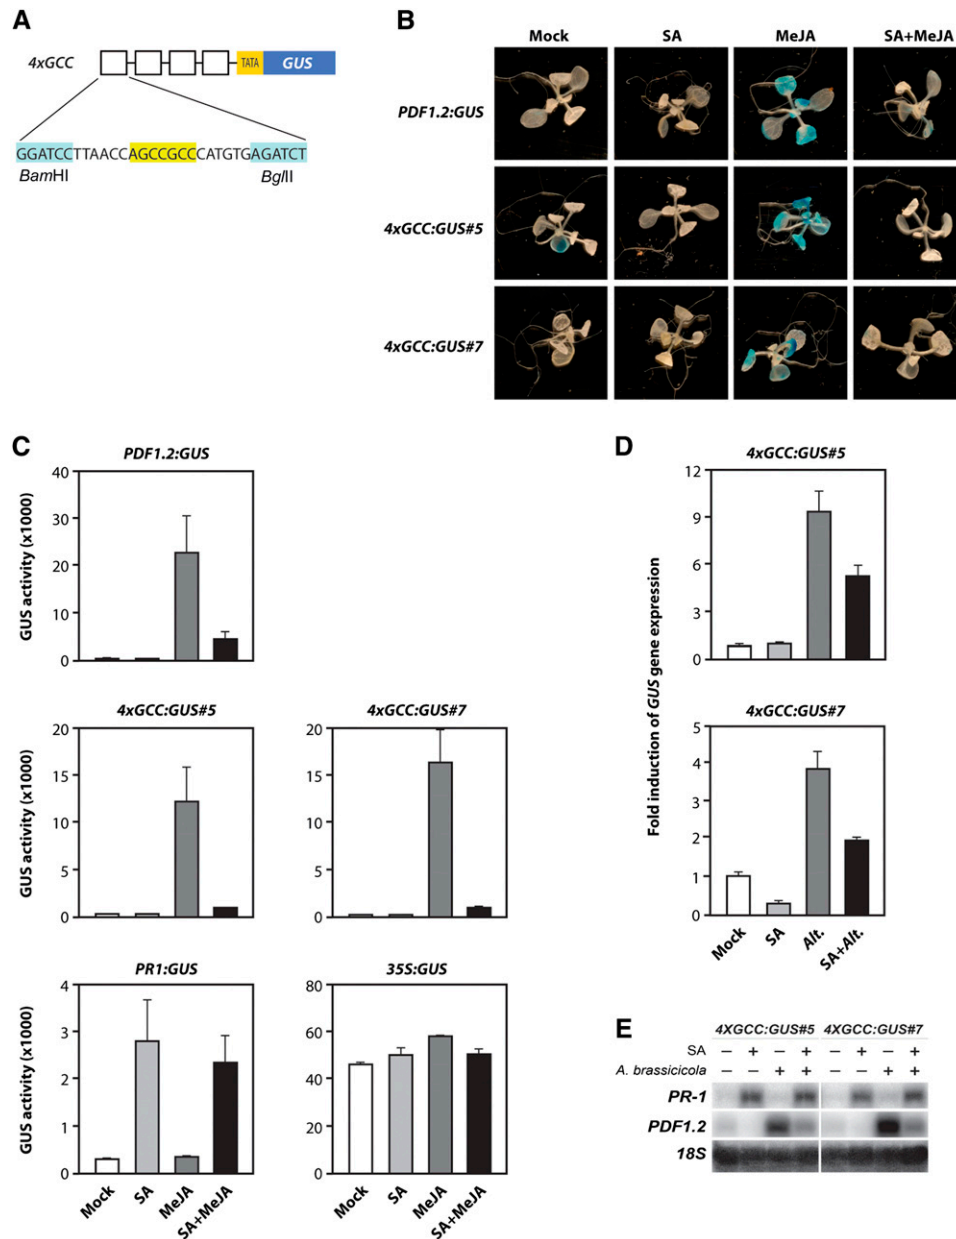 A
4xGCC
TATA
GUS
GGATCCTTAACCAGCCGCCCATGTGAGATCT
BamHI
BglII
B
Mock
SA
MeJA
SA+MeJA
PDF1.2:GUS
4xGCC:GUS#5
4xGCC:GUS#7
C
PDF1.2:GUS
GUS activity (x1000)
40
30
20
10
0
4xGCC:GUS#5
GUS activity (x1000)
20
15
10
5
0
4xGCC:GUS#7
20
15
10
5
0
PR1:GUS
GUS activity (x1000)
4
3
2
1
0
Mock
SA
MeJA
SA+MeJA
35S:GUS
80
60
40
20
0
Mock
SA
MeJA
SA+MeJA
D
Fold induction of GUS gene expression
4xGCC:GUS#5
12
9
6
3
0
4xGCC:GUS#7
5
4
3
2
1
0
Mock
SA
Alt.
SA+Alt.
E
4XGCC:GUS#5 4XGCC:GUS#7
SA – + – + – + – +
A. brassicicola – – + + – – + +
PR-1
PDF1.2
18S